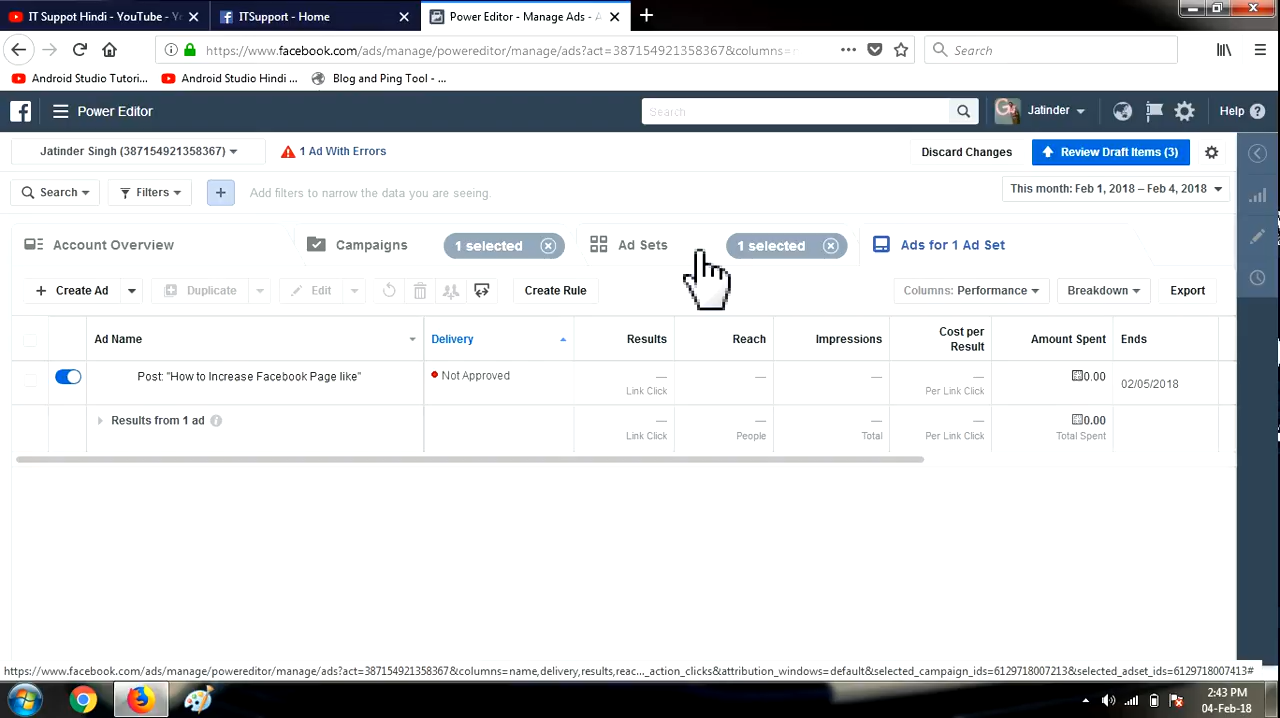 IT Suppot Hindi - YouTube - Y
ITSupport - Home
Power Editor - Manage Ads - A
https://www.facebook.com/ads/manage/powereditor/manage/ads?act=387154921358367&columns=n
Search
Android Studio Tutori...
Android Studio Hindi ...
Blog and Ping Tool - ...
Power Editor
Search
Jatinder
Help
Jatinder Singh (387154921358367)
1 Ad With Errors
Discard Changes
Review Draft Items (3)
Search
Filters
Add filters to narrow the data you are seeing.
This month: Feb 1, 2018 – Feb 4, 2018
Account Overview
Campaigns
1 selected
Ad Sets
1 selected
Ads for 1 Ad Set
+ Create Ad
Duplicate
Edit
Create Rule
Columns: Performance
Breakdown
Export
Ad Name
Delivery
Results
Reach
Impressions
Cost per Result
Amount Spent
Ends
Post: "How to Increase Facebook Page like"
Not Approved
—
Link Click
—
—
—
Per Link Click
0.00
02/05/2018
Results from 1 ad
—
Link Click
—
People
—
Total
—
Per Link Click
0.00
Total Spent
https://www.facebook.com/ads/manage/powereditor/manage/ads?act=387154921358367&columns=name,delivery,results,reac..._action_clicks&attribution_windows=default&selected_campaign_ids=6129718007213&selected_adset_ids=6129718007413#
2:43 PM
04-Feb-18